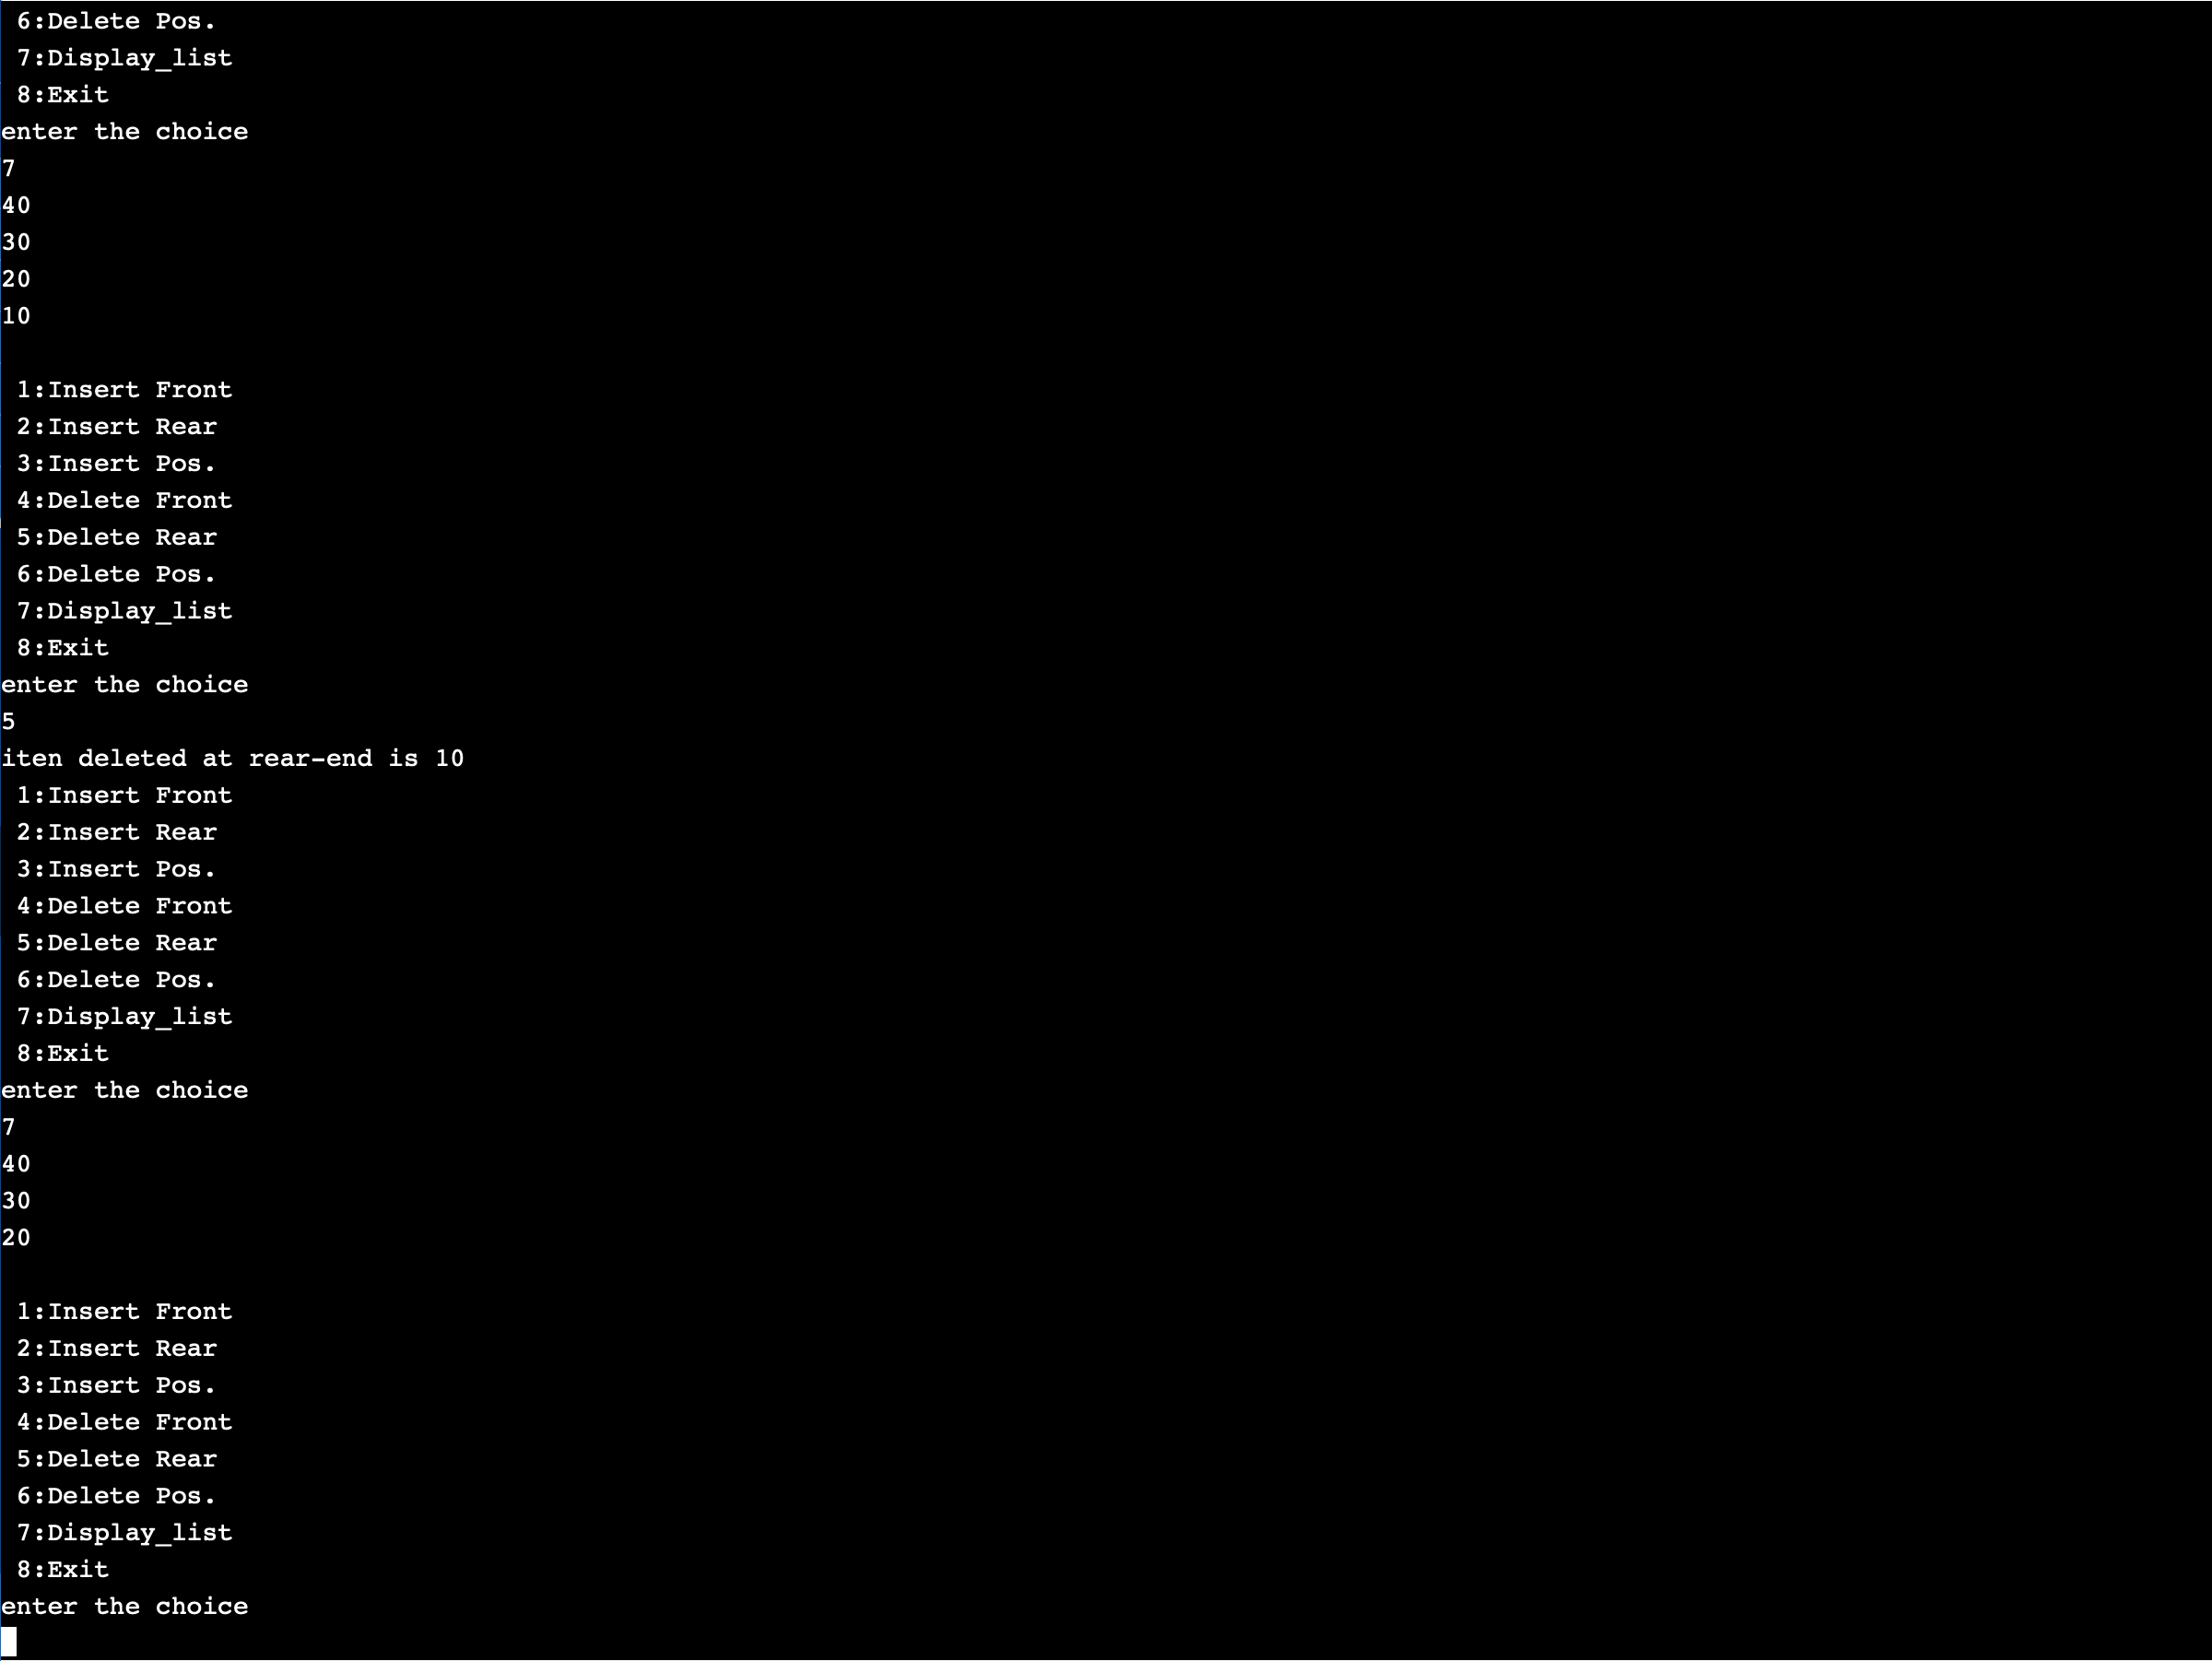 6:Delete Pos.
7:Display_list
8:Exit
enter the choice
7
40
30
20
10
1:Insert Front
2:Insert Rear
3:Insert Pos.
4:Delete Front
5:Delete Rear
6:Delete Pos.
7:Display_list
8:Exit
enter the choice
5
iten deleted at rear-end is 10
1:Insert Front
2:Insert Rear
3:Insert Pos.
4:Delete Front
5:Delete Rear
6:Delete Pos.
7:Display_list
8:Exit
enter the choice
7
40
30
20
1:Insert Front
2:Insert Rear
3:Insert Pos.
4:Delete Front
5:Delete Rear
6:Delete Pos.
7:Display_list
8:Exit
enter the choice